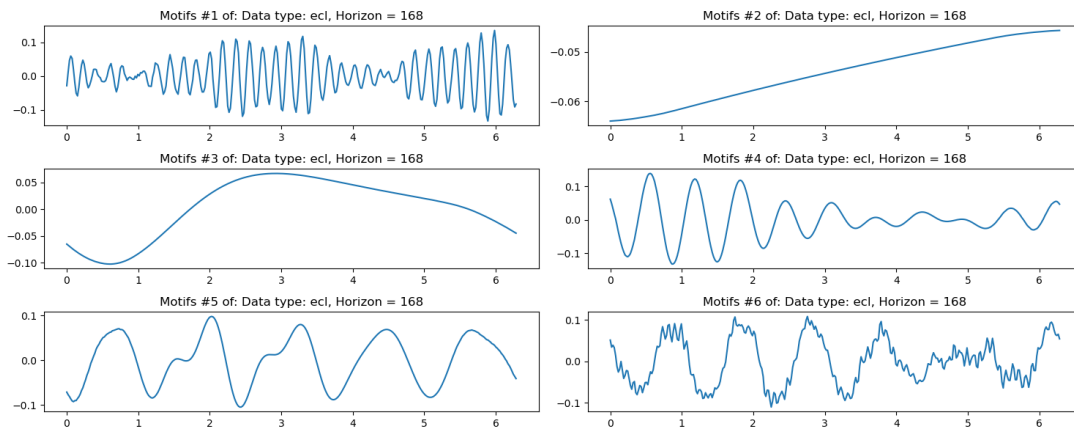 Motifs #1 of: Data type: ecl, Horizon = 168
0.1
0.0
−0.1
0 1 2 3 4 5 6
Motifs #2 of: Data type: ecl, Horizon = 168
−0.05
−0.06
0 1 2 3 4 5 6
Motifs #3 of: Data type: ecl, Horizon = 168
0.05
0.00
−0.05
−0.10
0 1 2 3 4 5 6
Motifs #4 of: Data type: ecl, Horizon = 168
0.1
0.0
−0.1
0 1 2 3 4 5 6
Motifs #5 of: Data type: ecl, Horizon = 168
0.1
0.0
−0.1
0 1 2 3 4 5 6
Motifs #6 of: Data type: ecl, Horizon = 168
0.1
0.0
−0.1
0 1 2 3 4 5 6